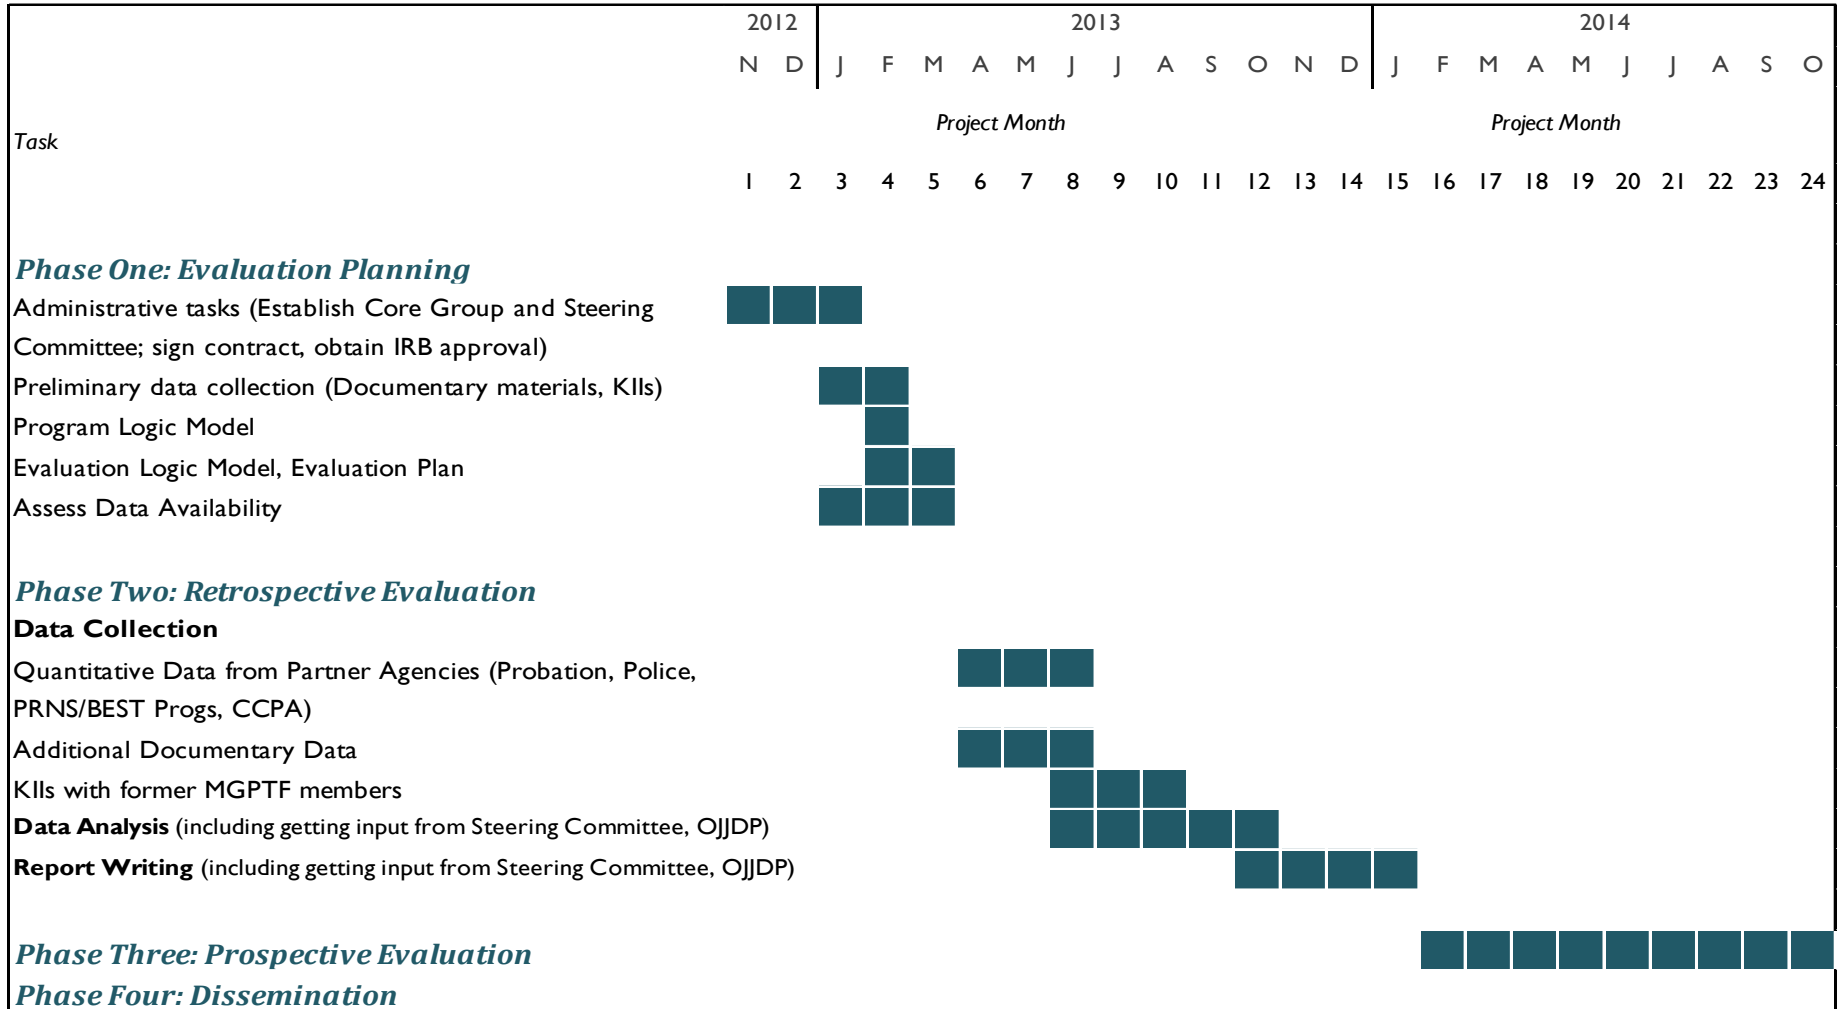 2012 2013 2014
N D J F M A M J J A S O N D J F M A M J J A S O
Project Month Project Month
Task
1 2 3 4 5 6 7 8 9 10 11 12 13 14 15 16 17 18 19 20 21 22 23 24
Phase One: Evaluation Planning
Administrative tasks (Establish Core Group and Steering
Committee; sign contract, obtain IRB approval)
Preliminary data collection (Documentary materials, KIIs)
Program Logic Model
Evaluation Logic Model, Evaluation Plan
Assess Data Availability
Phase Two: Retrospective Evaluation
Data Collection
Quantitative Data from Partner Agencies (Probation, Police,
PRNS/BEST Progs, CCPA)
Additional Documentary Data
KIIs with former MGPTF members
Data Analysis (including getting input from Steering Committee, OJJDP)
Report Writing (including getting input from Steering Committee, OJJDP)
Phase Three: Prospective Evaluation
Phase Four: Dissemination